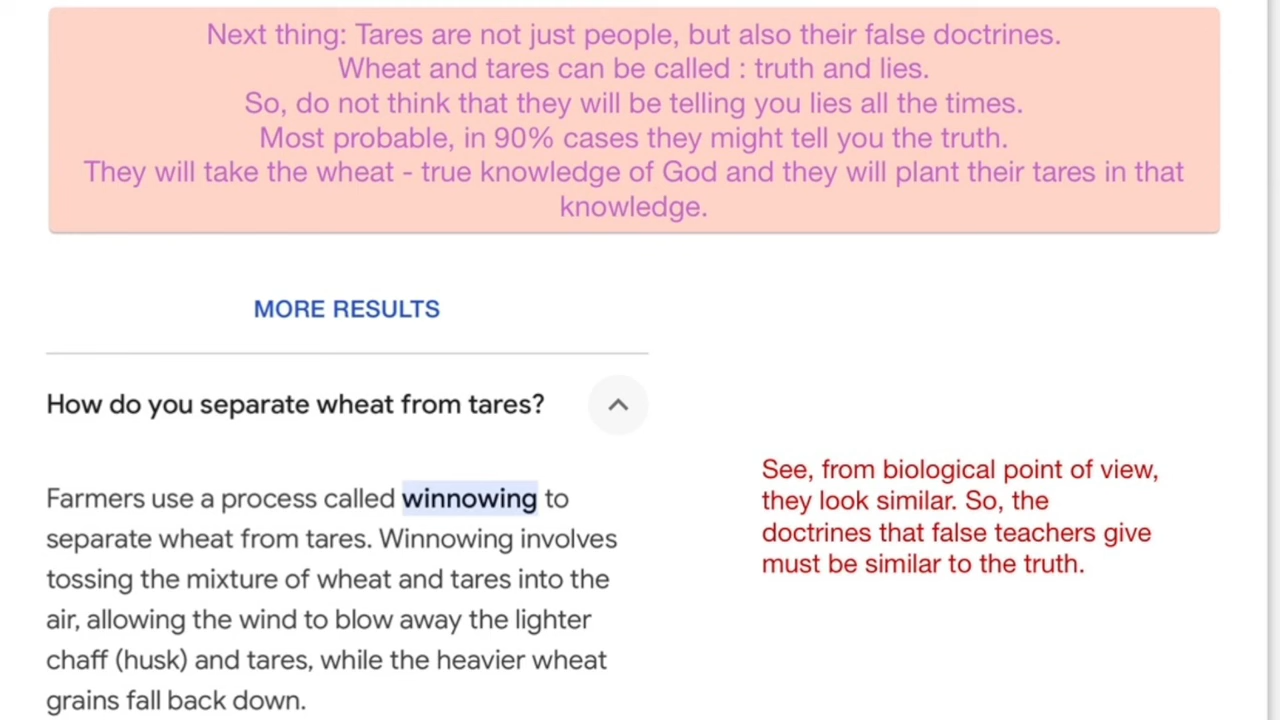 Next thing: Tares are not just people, but also their false doctrines.
Wheat and tares can be called : truth and lies.
So, do not think that they will be telling you lies all the times.
Most probable, in 90% cases they might tell you the truth.
They will take the wheat - true knowledge of God and they will plant their tares in that
knowledge.
MORE RESULTS
How do you separate wheat from tares?
Farmers use a process called winnowing to
separate wheat from tares. Winnowing involves
tossing the mixture of wheat and tares into the
air, allowing the wind to blow away the lighter
chaff (husk) and tares, while the heavier wheat
grains fall back down.
See, from biological point of view,
they look similar. So, the
doctrines that false teachers give
must be similar to the truth.